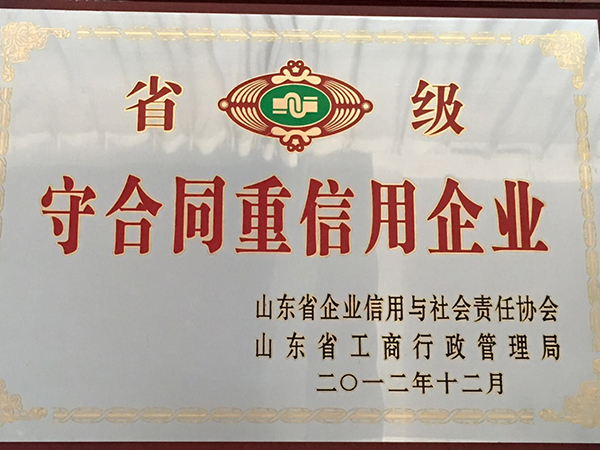 省级
守合同重信用企业
山东省企业信用与社会责任协会
山东省工商行政管理局
二〇一二年十二月